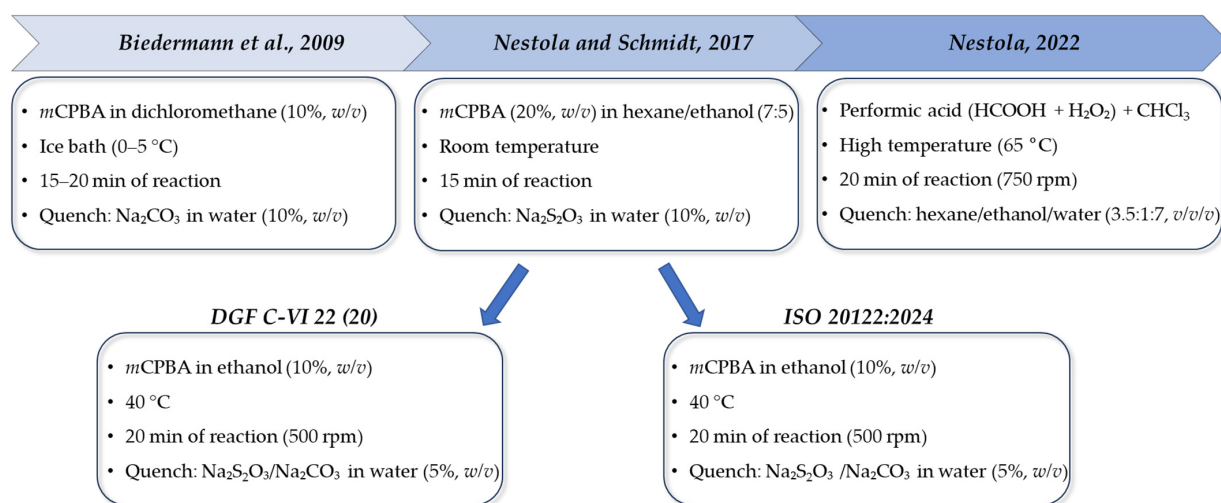 Biedermann et al., 2009
Nestola and Schmidt, 2017
Nestola, 2022
• mCPBA in dichloromethane (10%, w/v)
• Ice bath (0–5 °C)
• 15–20 min of reaction
• Quench: Na₂CO₃ in water (10%, w/v)
• mCPBA (20%, w/v) in hexane/ethanol (7:5)
• Room temperature
• 15 min of reaction
• Quench: Na₂S₂O₃ in water (10%, w/v)
• Performic acid (HCOOH + H₂O₂) + CHCl₃
• High temperature (65 °C)
• 20 min of reaction (750 rpm)
• Quench: hexane/ethanol/water (3.5:1:7, v/v/v)
DGF C-VI 22 (20)
• mCPBA in ethanol (10%, w/v)
• 40 °C
• 20 min of reaction (500 rpm)
• Quench: Na₂S₂O₃/Na₂CO₃ in water (5%, w/v)
ISO 20122:2024
• mCPBA in ethanol (10%, w/v)
• 40 °C
• 20 min of reaction (500 rpm)
• Quench: Na₂S₂O₃ /Na₂CO₃ in water (5%, w/v)